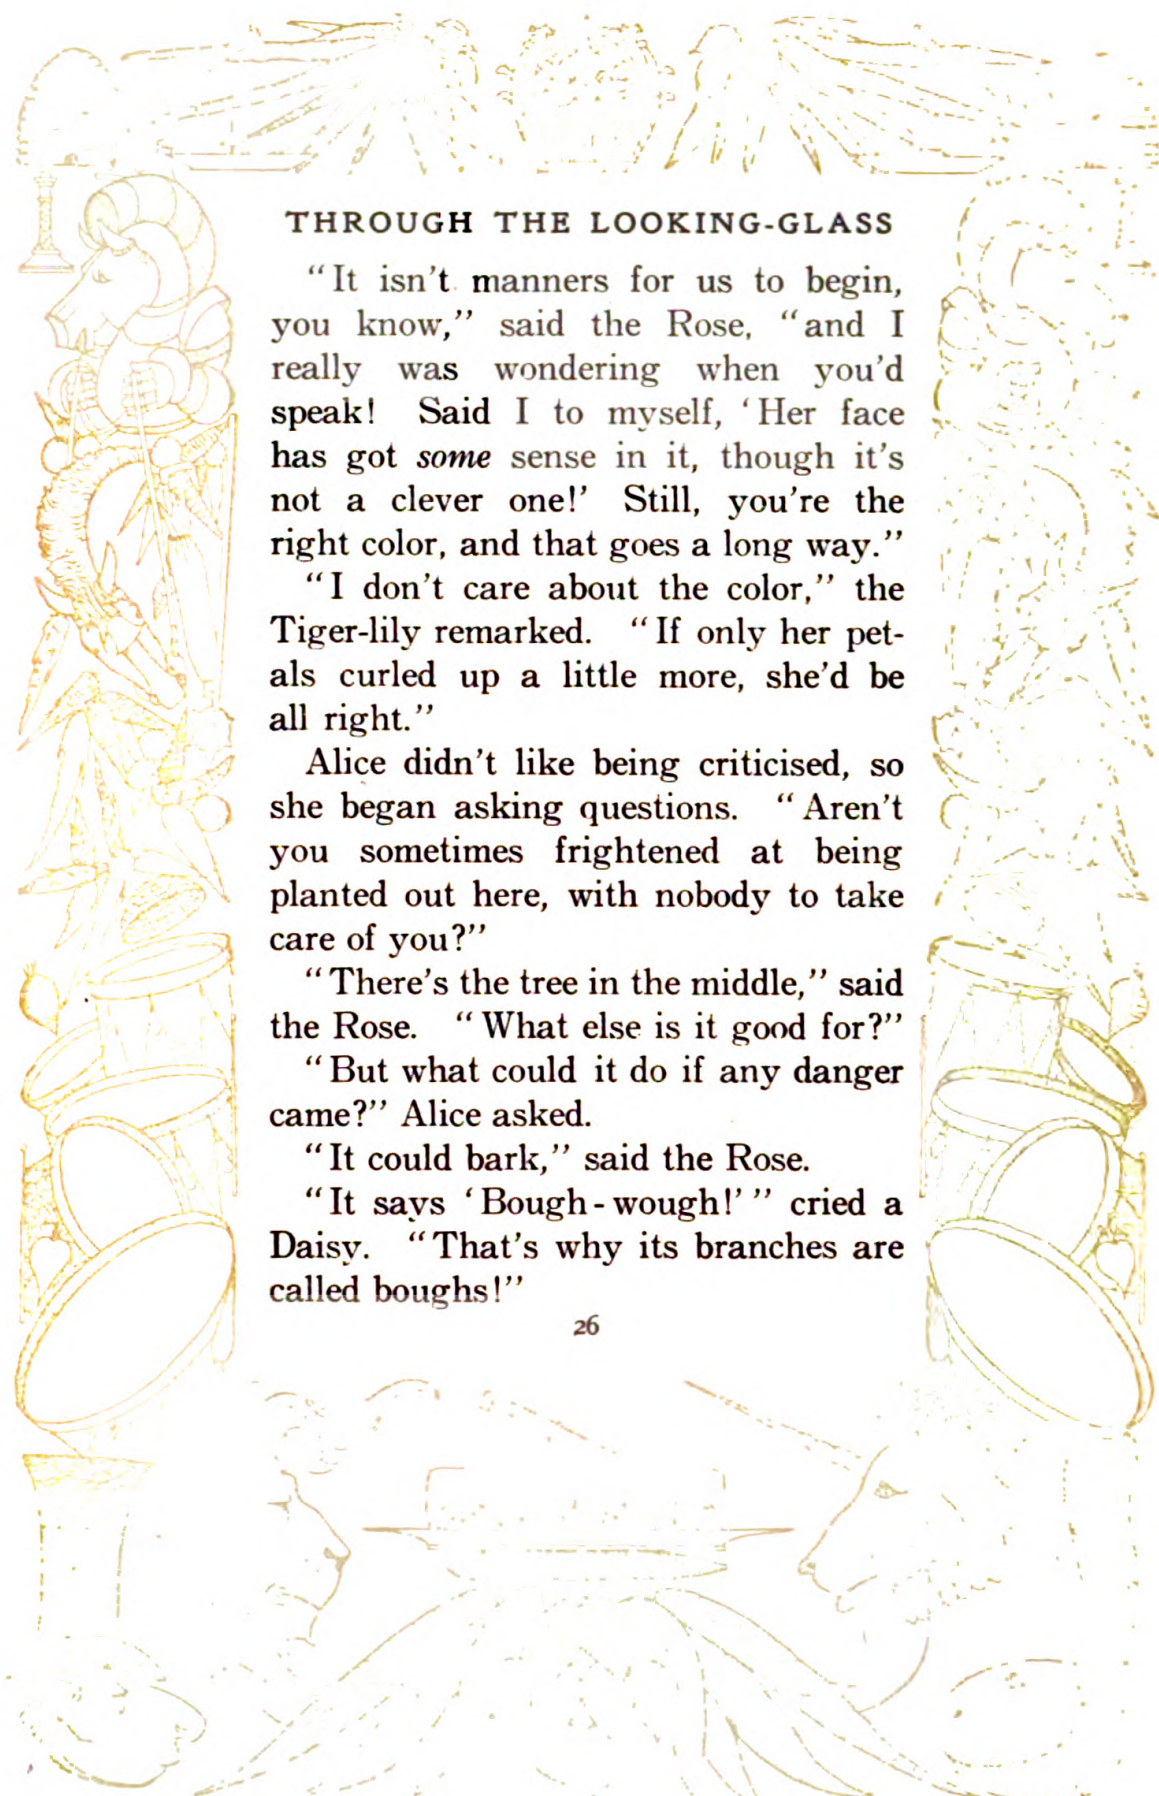 THROUGH THE LOOKING-GLASS
“It isn’t manners for us to begin,
you know,” said the Rose, “and I
really was wondering when you’d
speak! Said I to myself, ‘Her face
has got some sense in it, though it’s
not a clever one!’ Still, you’re the
right color, and that goes a long way.”
“I don’t care about the color,” the
Tiger-lily remarked. “If only her pet-
als curled up a little more, she’d be
all right.”
Alice didn’t like being criticised, so
she began asking questions. “Aren’t
you sometimes frightened at being
planted out here, with nobody to take
care of you?”
“There’s the tree in the middle,” said
the Rose. “What else is it good for?”
“But what could it do if any danger
came?” Alice asked.
“It could bark,” said the Rose.
“It says ‘Bough-wough!’” cried a
Daisy. “That’s why its branches are
called boughs!”
26